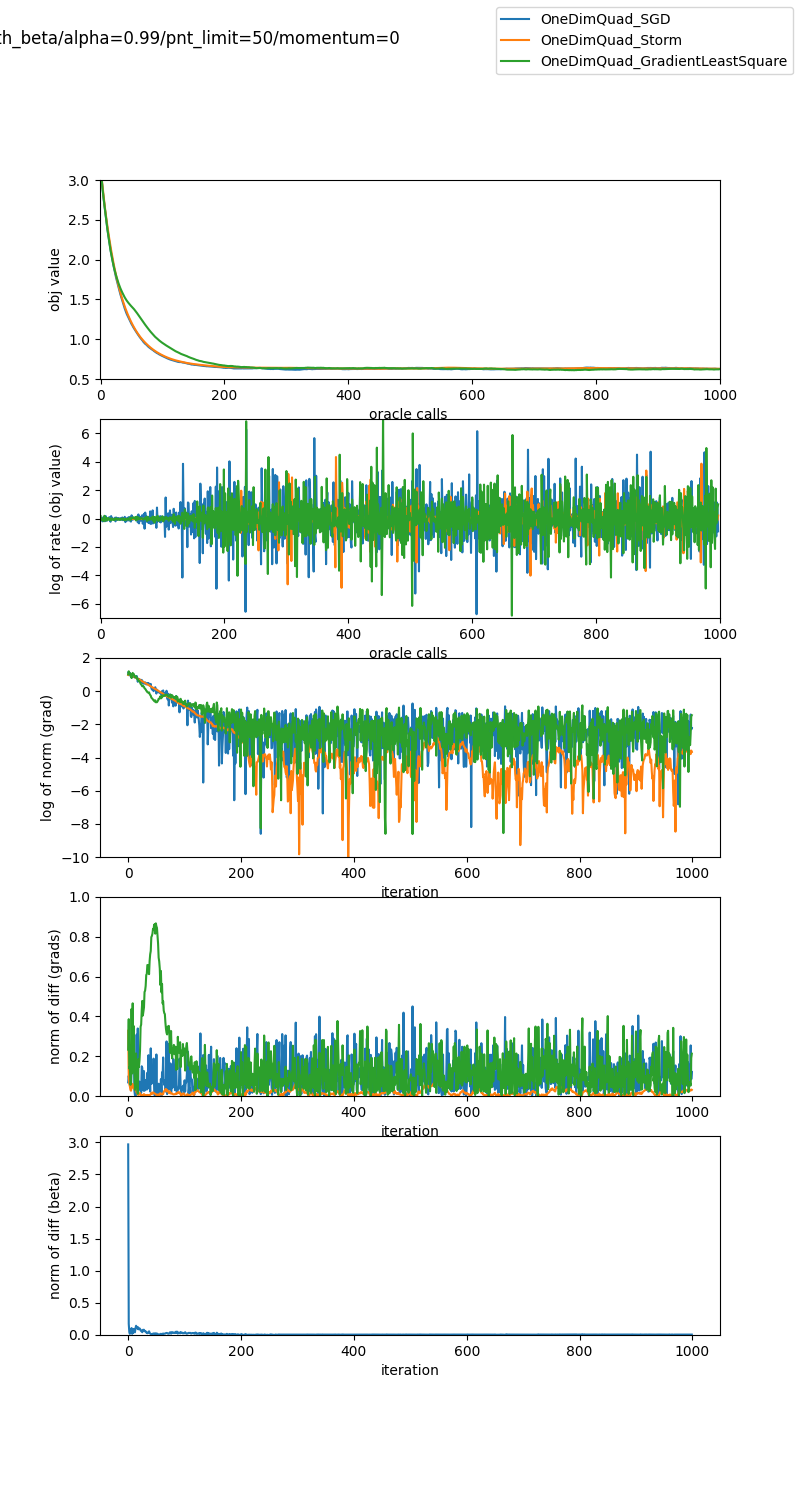 th_beta/alpha=0.99/pnt_limit=50/momentum=0
OneDimQuad_SGD
OneDimQuad_Storm
OneDimQuad_GradientLeastSquare
3.0
2.5
2.0
1.5
1.0
0.5
obj value
0 200 400 600 800 1000
oracle calls
6
4
2
0
−2
−4
−6
log of rate (obj value)
0 200 400 600 800 1000
oracle calls
2
0
−2
−4
−6
−8
−10
log of norm (grad)
0 200 400 600 800 1000
iteration
1.0
0.8
0.6
0.4
0.2
0.0
norm of diff (grads)
0 200 400 600 800 1000
iteration
3.0
2.5
2.0
1.5
1.0
0.5
0.0
norm of diff (beta)
0 200 400 600 800 1000
iteration